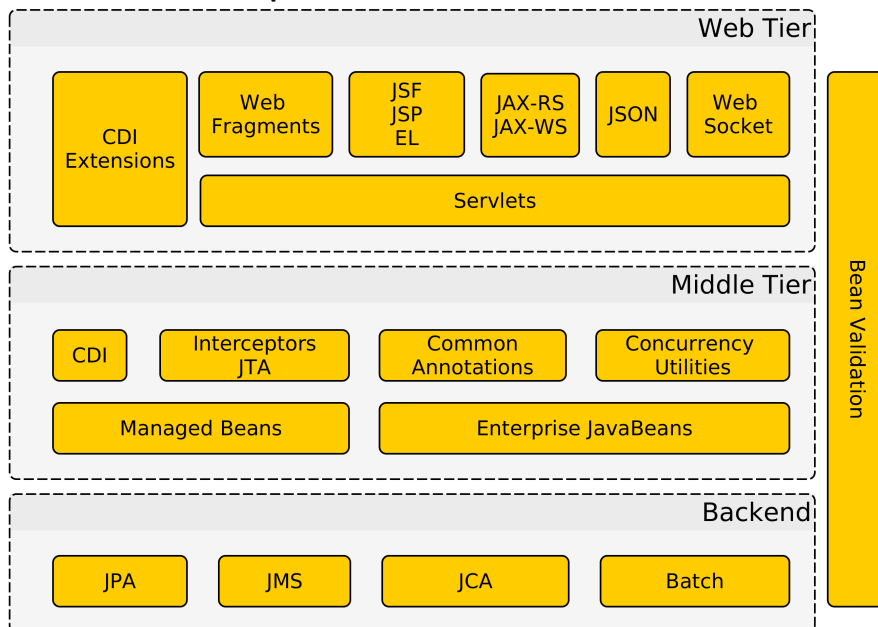 Web Tier
CDI
Extensions
Web
Fragments
JSF
JSP
EL
JAX-RS
JAX-WS
JSON
Web
Socket
Servlets
Middle Tier
CDI
Interceptors
JTA
Common
Annotations
Concurrency
Utilities
Managed Beans
Enterprise JavaBeans
Backend
JPA
JMS
JCA
Batch
Bean Validation